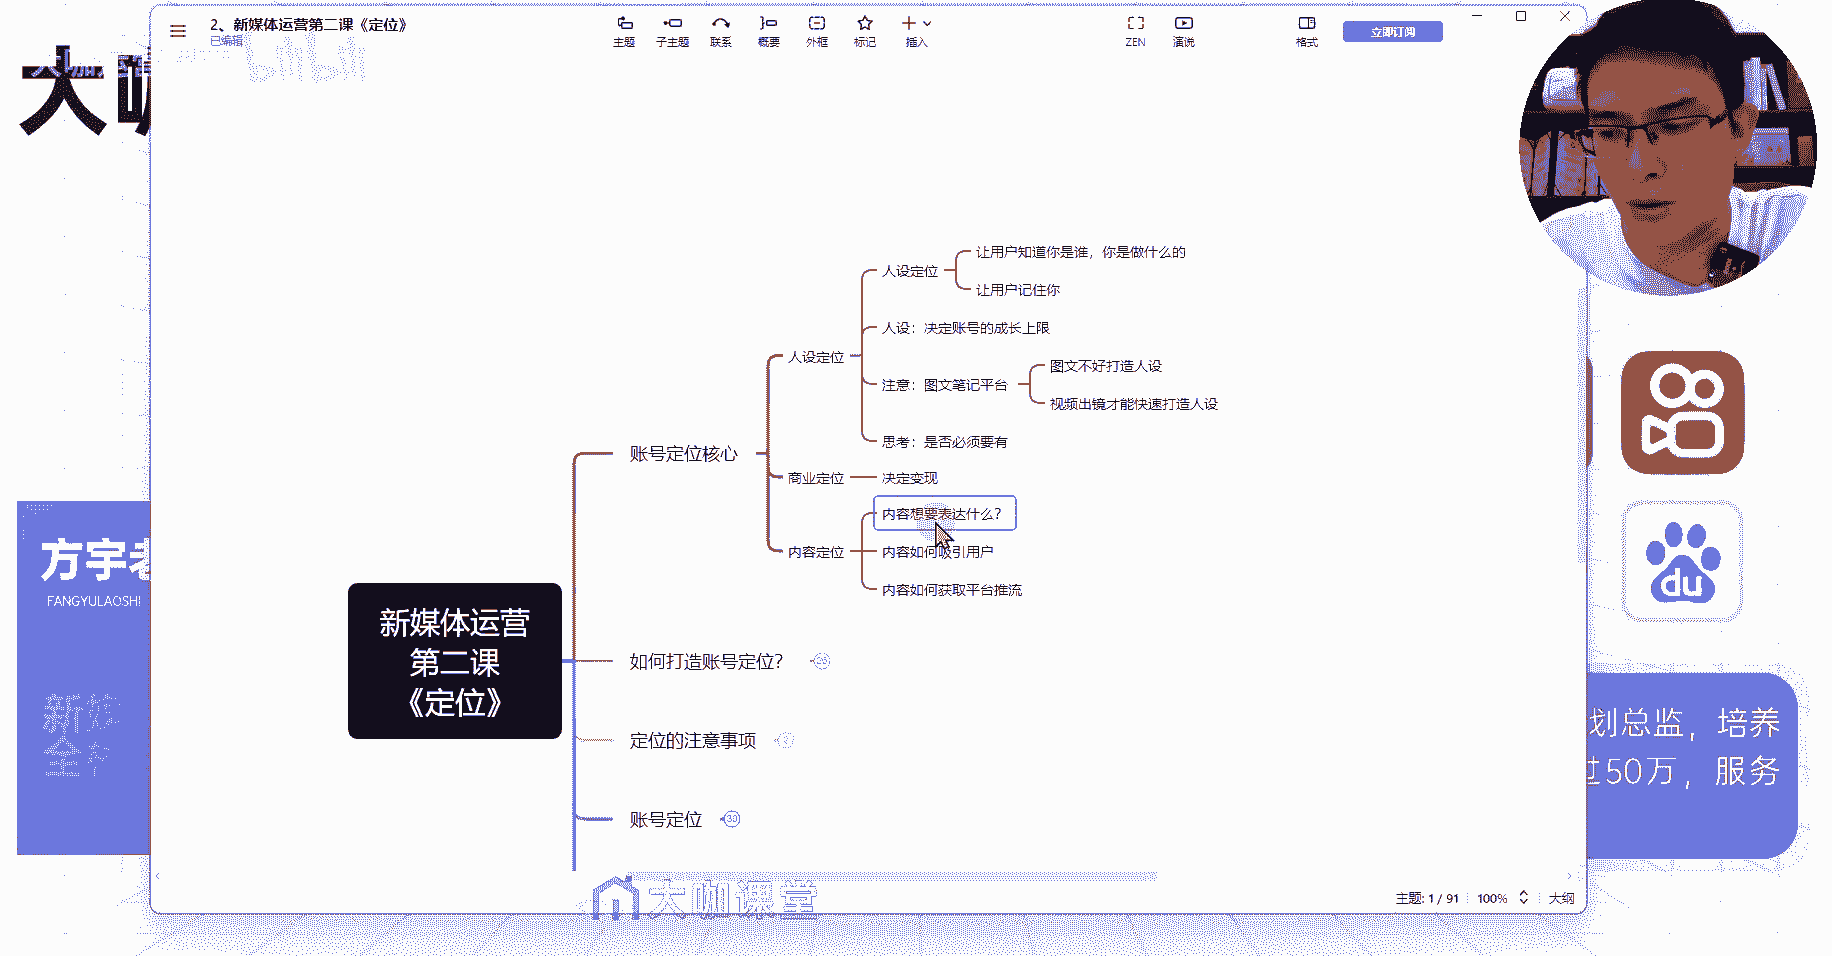 2、新媒体运营第二课《定位》
已编辑
主题
子主题
联系
概要
外框
标记
插入
ZEN
演说
格式
立即订阅
bilibili
大咖
让用户知道你是谁，你是做什么的
人设定位
让用户记住你
人设：决定账号的成长上限
人设定位
图文不好打造人设
注意：图文笔记平台
视频出镜才能快速打造人设
思考：是否必须要有
账号定位核心
商业定位
决定变现
内容想要表达什么？
内容定位
内容如何吸引用户
内容如何获取平台推流
新媒体运营
第二课
《定位》
如何打造账号定位？
定位的注意事项
账号定位
30
方宇老
FANGYULAOSHI
du
划总监，培养
过50万，服务
大咖课堂
主题: 1 / 91
100%
大纲